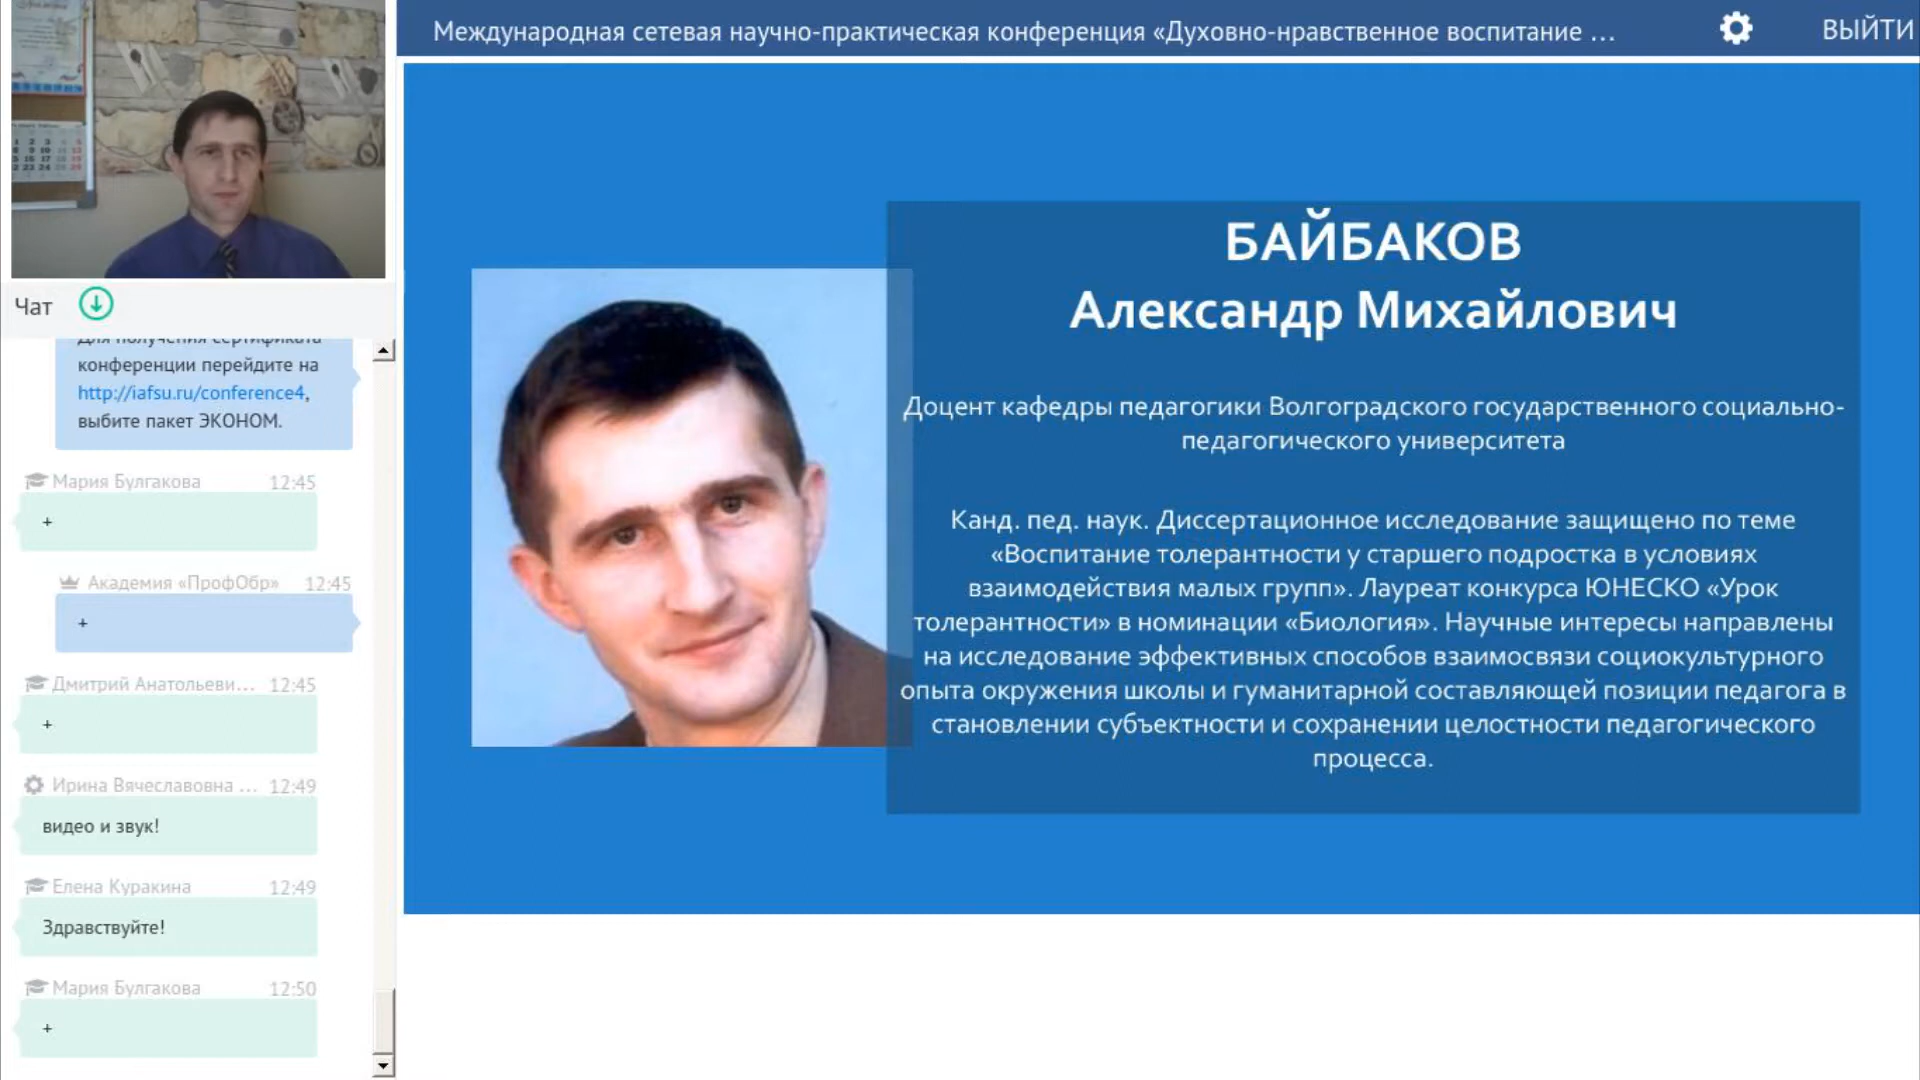 Международная сетевая научно-практическая конференция «Духовно-нравственное воспитание ...
ВЫЙТИ
Чат
Для получения сертификата
конференции перейдите на
http://iafsu.ru/conference4,
выбите пакет ЭКОНОМ.
Мария Булгакова 12:45
+
Академия «ПрофОбр» 12:45
+
Дмитрий Анатольеви... 12:45
+
Ирина Вячеславовна ... 12:49
видео и звук!
Елена Куракина 12:49
Здравствуйте!
Мария Булгакова 12:50
+
БАЙБАКОВ
Александр Михайлович
Доцент кафедры педагогики Волгоградского государственного социально-
педагогического университета
Канд. пед. наук. Диссертационное исследование защищено по теме
«Воспитание толерантности у старшего подростка в условиях
взаимодействия малых групп». Лауреат конкурса ЮНЕСКО «Урок
толерантности» в номинации «Биология». Научные интересы направлены
на исследование эффективных способов взаимосвязи социокультурного
опыта окружения школы и гуманитарной составляющей позиции педагога в
становлении субъектности и сохранении целостности педагогического
процесса.